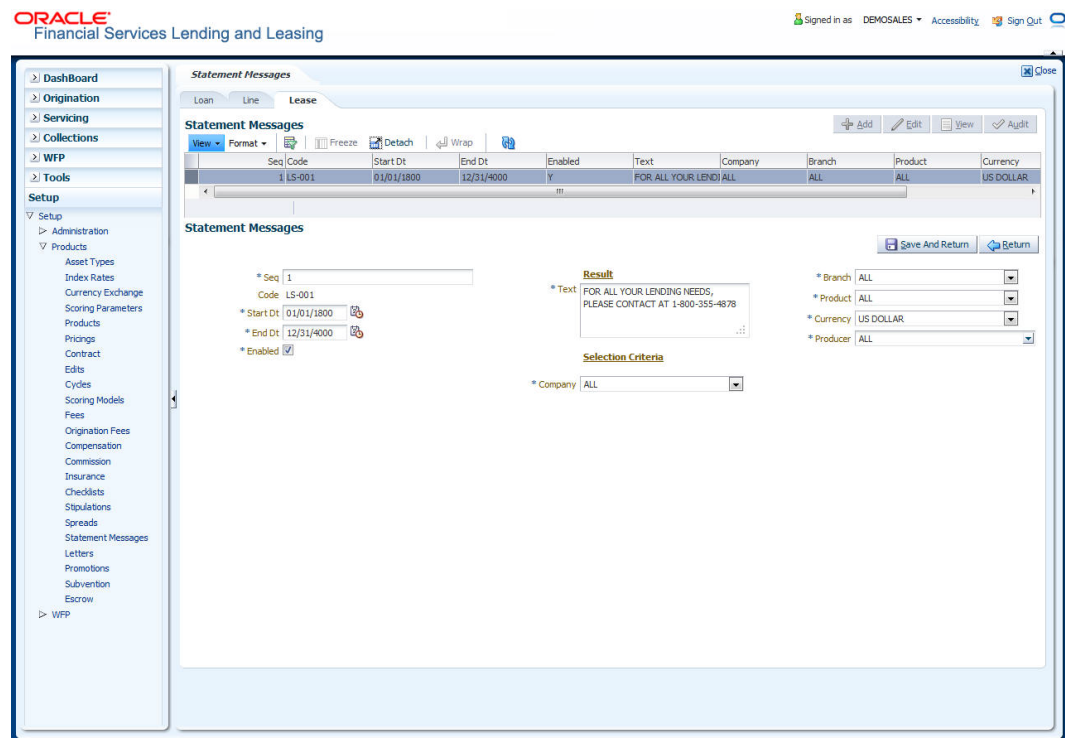 ORACLE
Financial Services Lending and Leasing
Signed in as DEMOSALES Accessibility Sign Out
DashBoard
Origination
Servicing
Collections
WFP
Tools
Setup
Setup
Administration
Products
Asset Types
Index Rates
Currency Exchange
Scoring Parameters
Products
Pricings
Contract
Edits
Cycles
Scoring Models
Fees
Origination Fees
Compensation
Commission
Insurance
Checklists
Stipulations
Spreads
Statement Messages
Letters
Promotions
Subvention
Escrow
WFP
Statement Messages
Close
Loan Line Lease
Statement Messages
Add Edit View Audit
View Format Freeze Detach Wrap
Seq Code Start Dt End Dt Enabled Text Company Branch Product Currency
1 LS-001 01/01/1800 12/31/4000 Y FOR ALL YOUR LENDI ALL ALL ALL US DOLLAR
Statement Messages
Save And Return Return
* Seq 1
Code LS-001
* Start Dt 01/01/1800
* End Dt 12/31/4000
* Enabled
Result
* Text FOR ALL YOUR LENDING NEEDS,
PLEASE CONTACT AT 1-800-355-4878
Selection Criteria
* Company ALL
* Branch ALL
* Product ALL
* Currency US DOLLAR
* Producer ALL